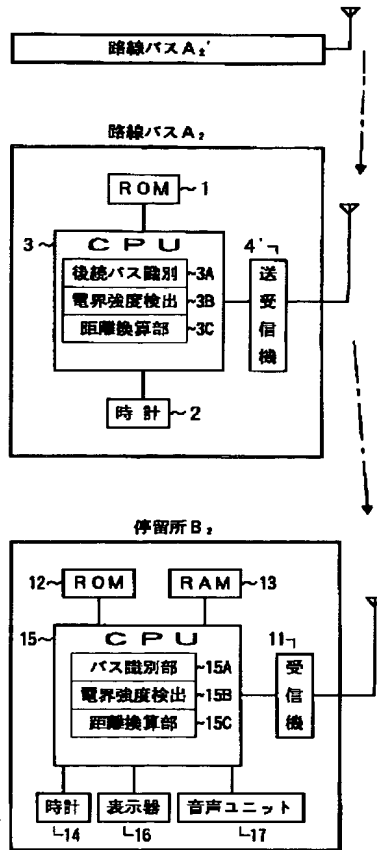 路線バスA₂'
路線バスA₂
ROM 1
3 CPU 4'
後続バス識別 3A
電界強度検出 3B
距離換算部 3C
送受信機
時計 2
停留所B₂
12 ROM RAM 13
15 CPU 11
バス識別部 15A
電界強度検出 15B
距離換算部 15C
受信機
時計 表示器 音声ユニット
14 16 17